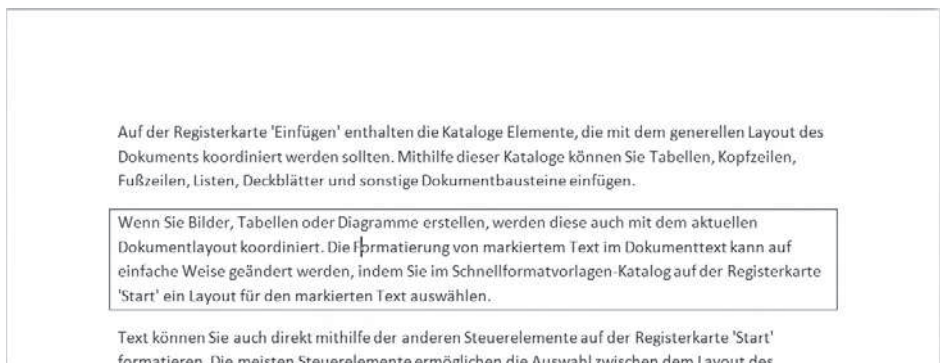 Auf der Registerkarte 'Einfügen' enthalten die Kataloge Elemente, die mit dem generellen Layout des
Dokuments koordiniert werden sollten. Mithilfe dieser Kataloge können Sie Tabellen, Kopfzeilen,
Fußzeilen, Listen, Deckblätter und sonstige Dokumentbausteine einfügen.
Wenn Sie Bilder, Tabellen oder Diagramme erstellen, werden diese auch mit dem aktuellen
Dokumentlayout koordiniert. Die Formatierung von markiertem Text im Dokumenttext kann auf
einfache Weise geändert werden, indem Sie im Schnellformatvorlagen-Katalog auf der Registerkarte
'Start' ein Layout für den markierten Text auswählen.
Text können Sie auch direkt mithilfe der anderen Steuerelemente auf der Registerkarte 'Start'
formatieren. Die meisten Steuerelemente ermöglichen die Auswahl zwischen dem Layout des